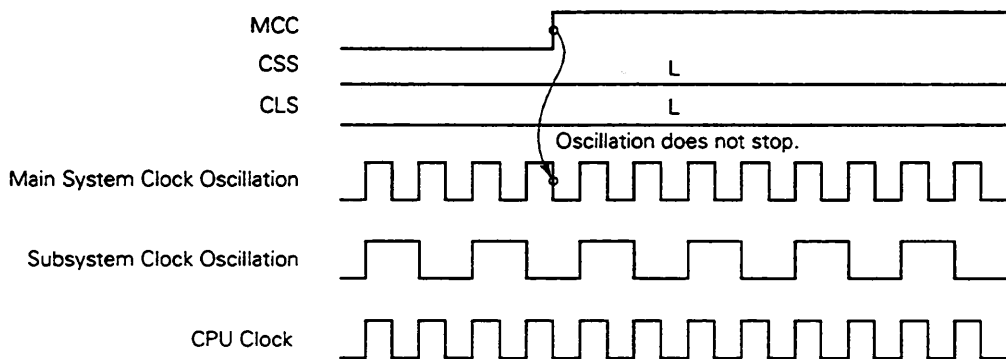 MCC
CSS
L
CLS
L
Oscillation does not stop.
Main System Clock Oscillation
Subsystem Clock Oscillation
CPU Clock